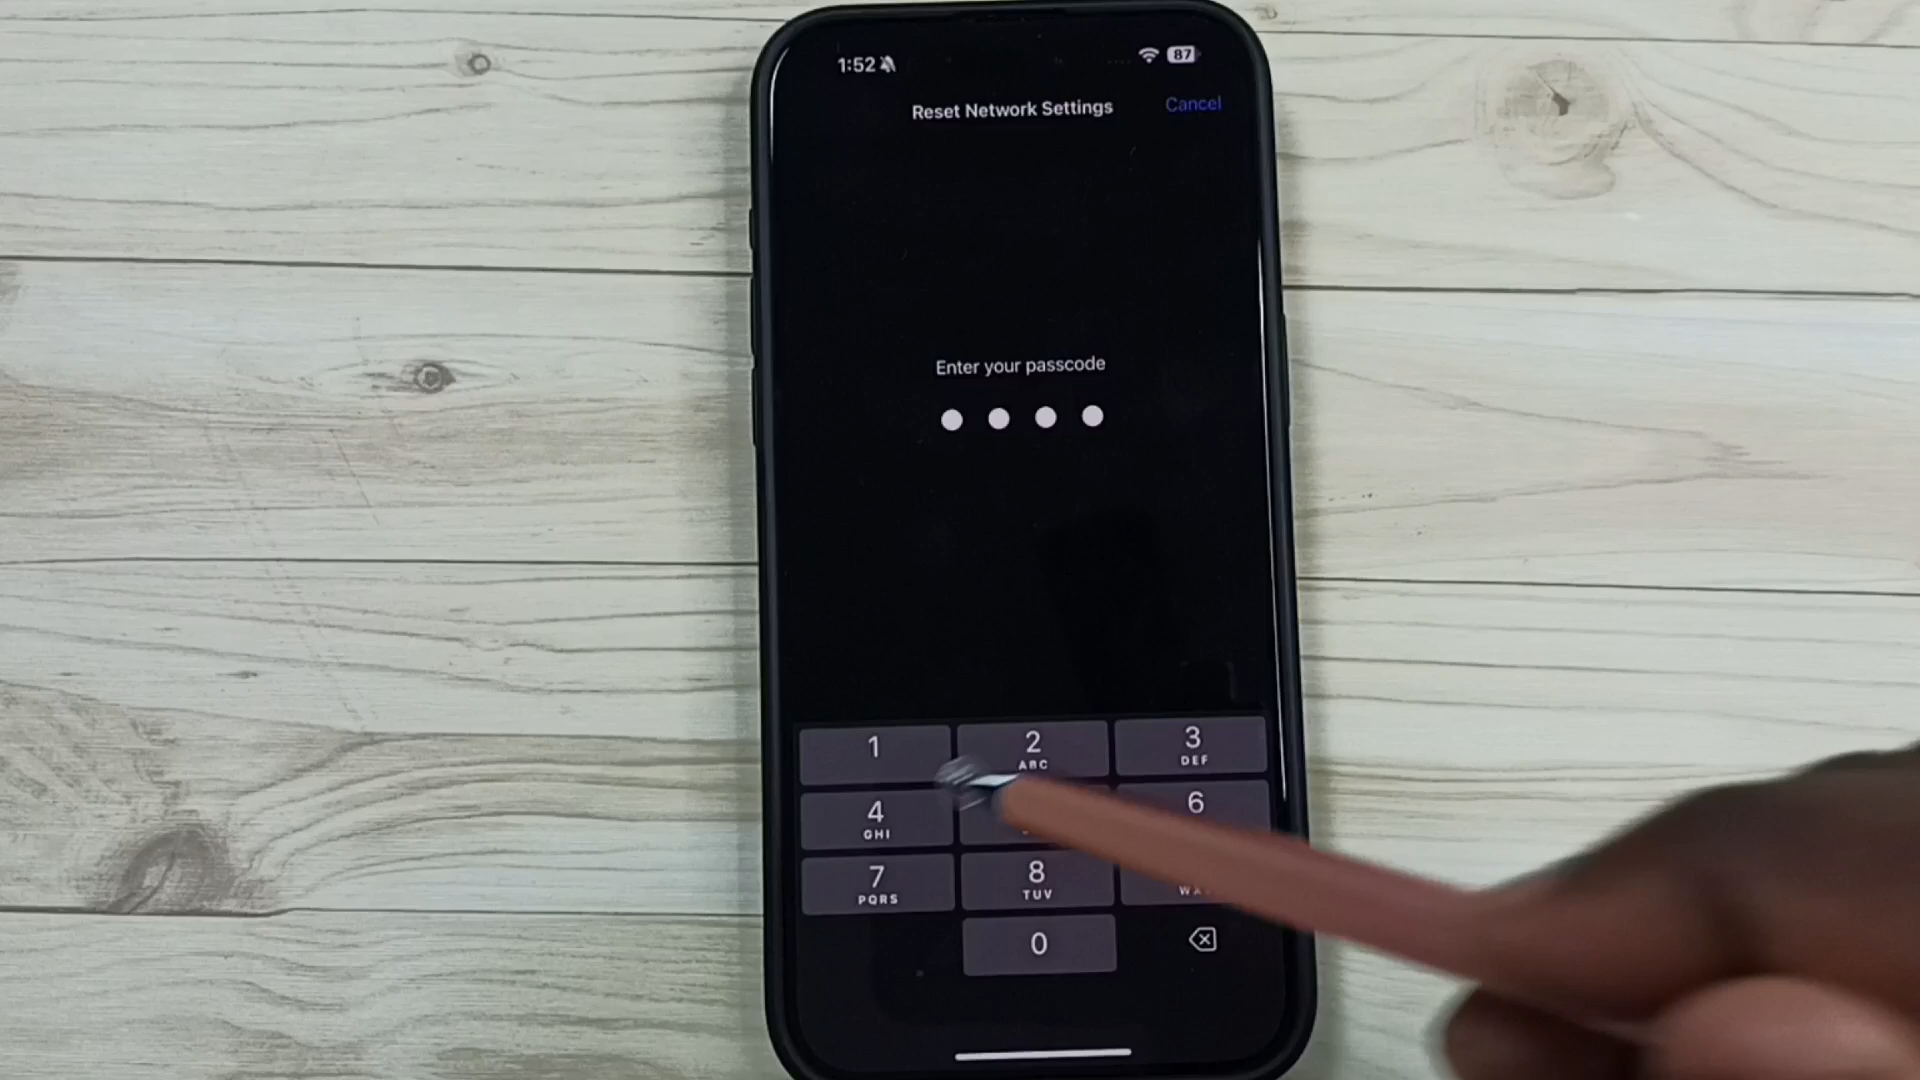 1:52
87
Reset Network Settings Cancel
Enter your passcode
1 2 3
ABC DEF
4 6
GHI
7 8
PQRS TUV
0